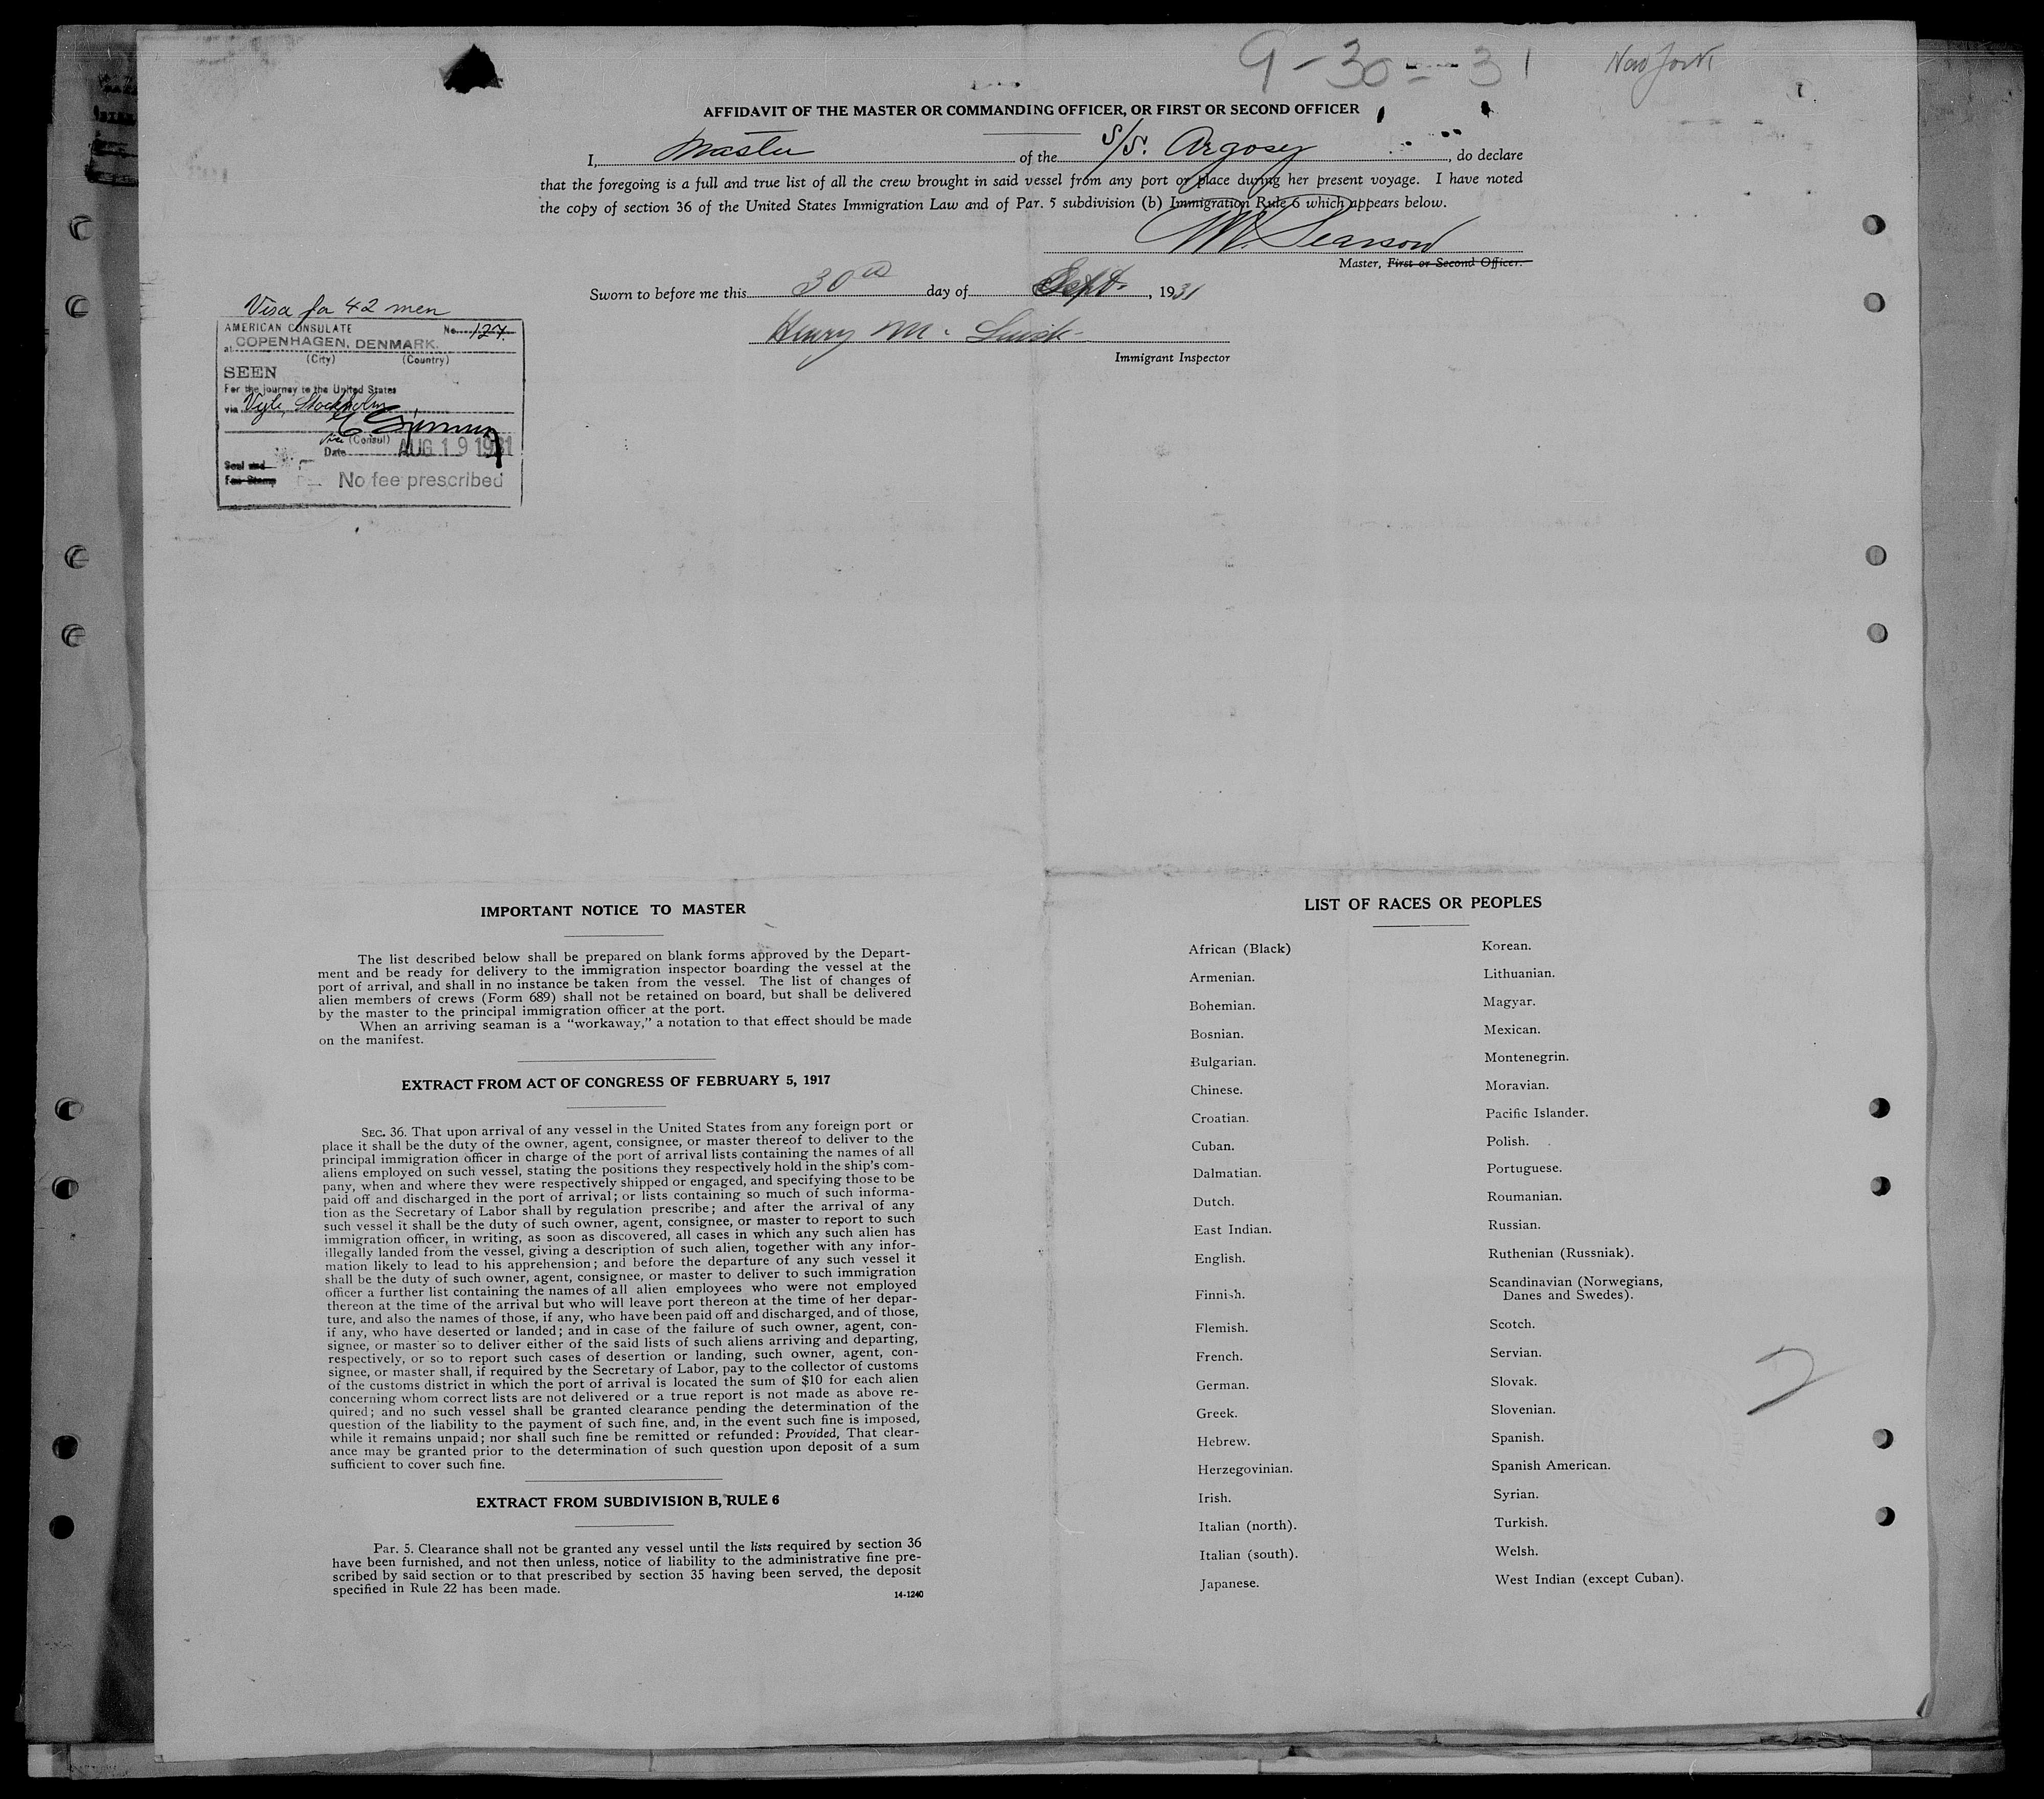 9-30-31 New York
AFFIDAVIT OF THE MASTER OR COMMANDING OFFICER, OR FIRST OR SECOND OFFICER
I, Master of the S/S. Argosy, do declare
that the foregoing is a full and true list of all the crew brought in said vessel from any port or place during her present voyage. I have noted
the copy of section 36 of the United States Immigration Law and of Par. 5 subdivision (b) Immigration Rule 6 which appears below.
Master, First or Second Officer.
Sworn to before me this 30th day of Sept., 1931
Henry M.
Immigrant Inspector
Visa for 42 men
AMERICAN CONSULATE No. 127.
at COPENHAGEN, DENMARK.
(City) (Country)
SEEN
For the journey to the United States
via Stockholm
Vice (Consul)
Date AUG 19 1931
Seal and
Fee Stamp No fee prescribed
IMPORTANT NOTICE TO MASTER
The list described below shall be prepared on blank forms approved by the Depart-
ment and be ready for delivery to the immigration inspector boarding the vessel at the
port of arrival, and shall in no instance be taken from the vessel. The list of changes of
alien members of crews (Form 689) shall not be retained on board, but shall be delivered
by the master to the principal immigration officer at the port.
When an arriving seaman is a "workaway," a notation to that effect should be made
on the manifest.
EXTRACT FROM ACT OF CONGRESS OF FEBRUARY 5, 1917
SEC. 36. That upon arrival of any vessel in the United States from any foreign port or
place it shall be the duty of the owner, agent, consignee, or master thereof to deliver to the
principal immigration officer in charge of the port of arrival lists containing the names of all
aliens employed on such vessel, stating the positions they respectively hold in the ship's com-
pany, when and where they were respectively shipped or engaged, and specifying those to be
paid off and discharged in the port of arrival; or lists containing so much of such informa-
tion as the Secretary of Labor shall by regulation prescribe; and after the arrival of any
such vessel it shall be the duty of such owner, agent, consignee, or master to report to such
immigration officer, in writing, as soon as discovered, all cases in which any such alien has
illegally landed from the vessel, giving a description of such alien, together with any infor-
mation likely to lead to his apprehension; and before the departure of any such vessel it
shall be the duty of such owner, agent, consignee, or master to deliver to such immigration
officer a further list containing the names of all alien employees who were not employed
thereon at the time of the arrival but who will leave port thereon at the time of her depar-
ture, and also the names of those, if any, who have been paid off and discharged, and of those,
if any, who have deserted or landed; and in case of the failure of such owner, agent, con-
signee, or master so to deliver either of the said lists of such aliens arriving and departing,
respectively, or so to report such cases of desertion or landing, such owner, agent, con-
signee, or master shall, if required by the Secretary of Labor, pay to the collector of customs
of the customs district in which the port of arrival is located the sum of $10 for each alien
concerning whom correct lists are not delivered or a true report is not made as above re-
quired; and no such vessel shall be granted clearance pending the determination of the
question of the liability to the payment of such fine, and, in the event such fine is imposed,
while it remains unpaid; nor shall such fine be remitted or refunded: Provided, That clear-
ance may be granted prior to the determination of such question upon deposit of a sum
sufficient to cover such fine.
EXTRACT FROM SUBDIVISION B, RULE 6
Par. 5. Clearance shall not be granted any vessel until the lists required by section 36
have been furnished, and not then unless, notice of liability to the administrative fine pre-
scribed by said section or to that prescribed by section 35 having been served, the deposit
specified in Rule 22 has been made.
14-1240
LIST OF RACES OR PEOPLES
African (Black)
Armenian.
Bohemian.
Bosnian.
Bulgarian.
Chinese.
Croatian.
Cuban.
Dalmatian.
Dutch.
East Indian.
English.
Finnish.
Flemish.
French.
German.
Greek.
Hebrew.
Herzegovinian.
Irish.
Italian (north).
Italian (south).
Japanese.
Korean.
Lithuanian.
Magyar.
Mexican.
Montenegrin.
Moravian.
Pacific Islander.
Polish.
Portuguese.
Roumanian.
Russian.
Ruthenian (Russniak).
Scandinavian (Norwegians,
Danes and Swedes).
Scotch.
Servian.
Slovak.
Slovenian.
Spanish.
Spanish American.
Syrian.
Turkish.
Welsh.
West Indian (except Cuban).
2